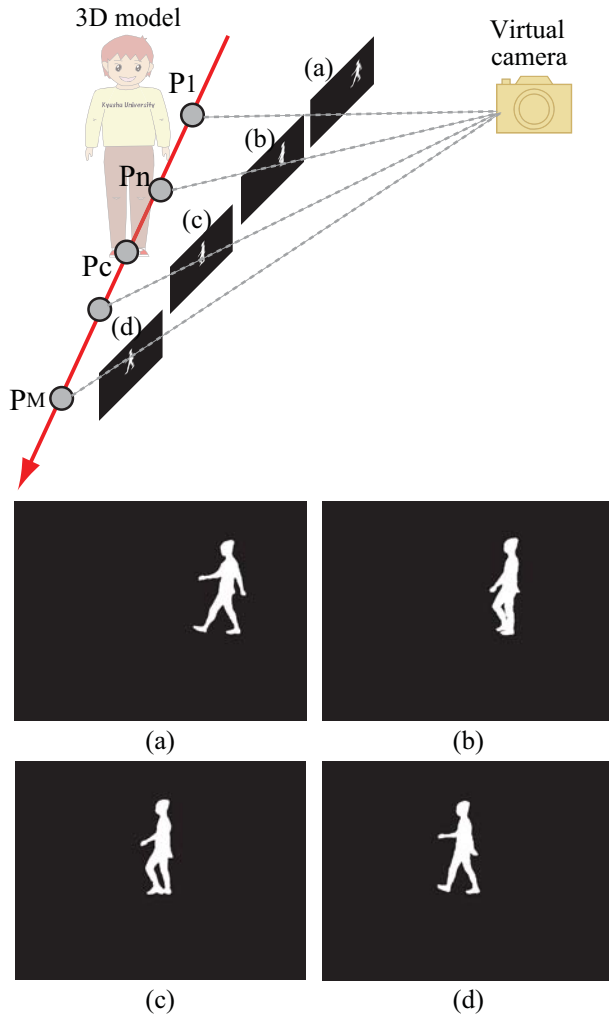 3D model
Virtual
camera
(a)
P1
Kyushu University
(b)
Pn
(c)
Pc
(d)
PM
(a)
(b)
(c)
(d)